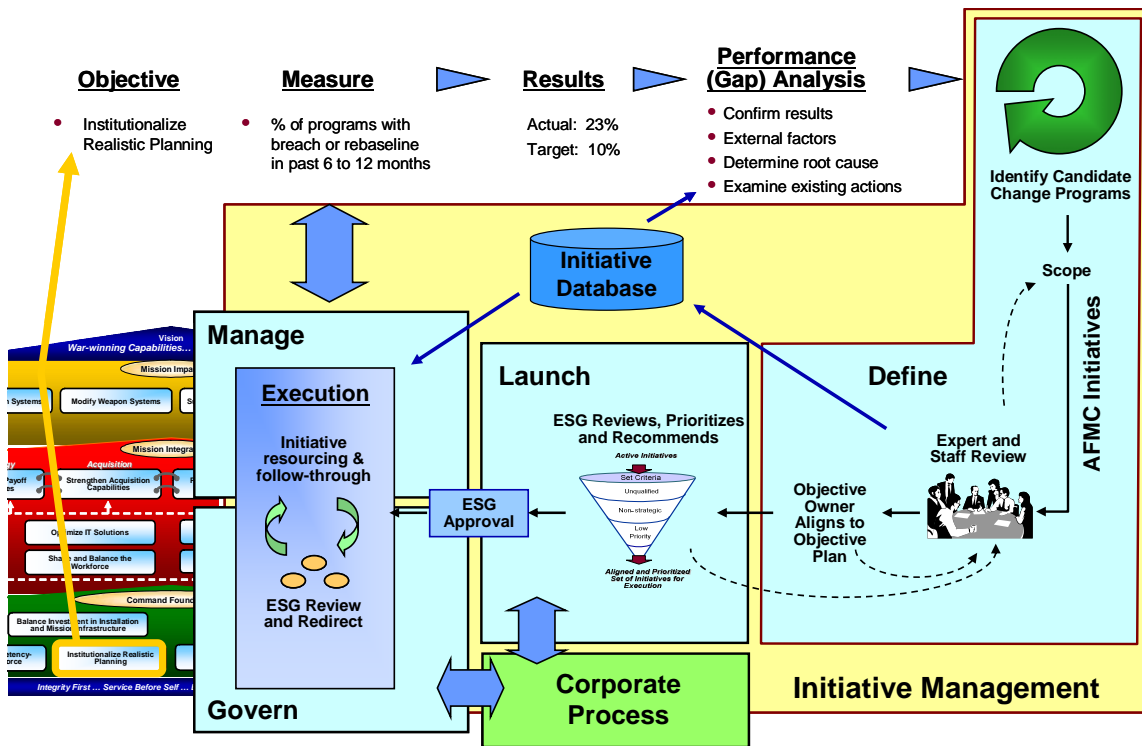 Objective
Measure
Results
Performance
(Gap) Analysis
• Institutionalize
Realistic Planning
• % of programs with
breach or rebaseline
in past 6 to 12 months
Actual: 23%
Target: 10%
• Confirm results
• External factors
• Determine root cause
• Examine existing actions
Identify Candidate
Change Programs
Scope
AFMC Initiatives
Initiative
Database
Manage
Execution
Initiative
resourcing &
follow-through
ESG Review
and Redirect
Govern
ESG
Approval
Launch
ESG Reviews, Prioritizes
and Recommends
Active Initiatives
Set Criteria
Unqualified
Non-strategic
Low
Priority
Aligned and Prioritized
Set of Initiatives for
Execution
Define
Expert and
Staff Review
Objective
Owner
Aligns to
Objective
Plan
Corporate
Process
Initiative Management
Vision
War-winning Capabilities…
Mission
Systems
Modify Weapon Systems
Mission
Acquisition
Payoff
Strengthen Acquisition
Capabilities
Optimize IT Solutions
Shape and Balance the
Workforce
Command
Balance Investment in Installation
and Mission Infrastructure
Institutionalize Realistic
Planning
Integrity First … Service Before Self …